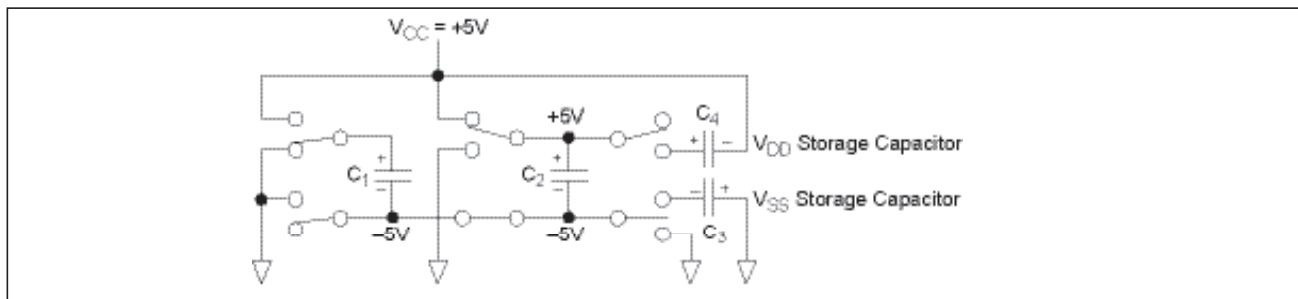 VCC = +5V
+5V
C4
VDD Storage Capacitor
+
–
+
C1
–
+
C2
–
–
+
VSS Storage Capacitor
–5V
–5V
C3